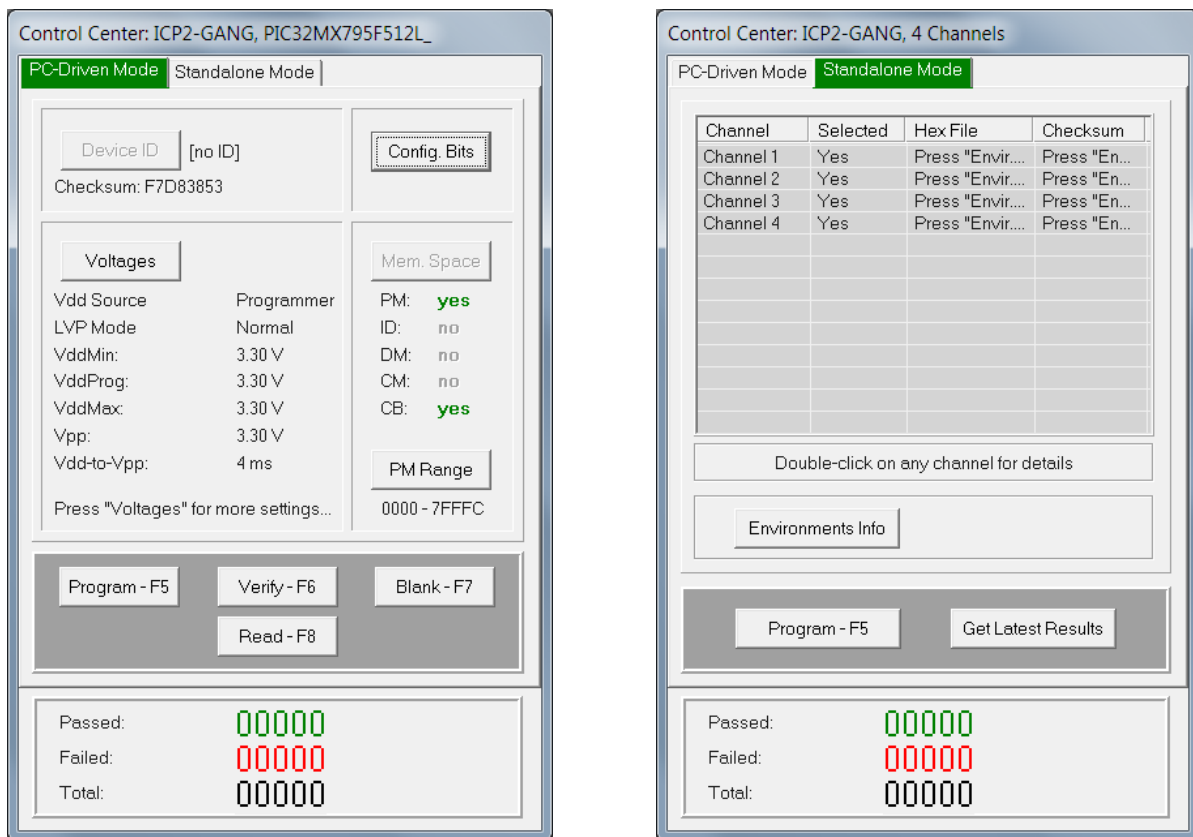 Control Center: ICP2-GANG, PIC32MX795F512L_
PC-Driven Mode Standalone Mode
Device ID [no ID]
Checksum: F7D83853
Config. Bits
Voltages
Vdd Source Programmer
LVP Mode Normal
VddMin: 3.30 V
VddProg: 3.30 V
VddMax: 3.30 V
Vpp: 3.30 V
Vdd-to-Vpp: 4 ms
Press "Voltages" for more settings...
Mem. Space
PM: yes
ID: no
DM: no
CM: no
CB: yes
PM Range
0000 - 7FFFC
Program - F5 Verify - F6 Blank - F7
Read - F8
Passed: 00000
Failed: 00000
Total: 00000
Control Center: ICP2-GANG, 4 Channels
PC-Driven Mode Standalone Mode
Channel Selected Hex File Checksum
Channel 1 Yes Press "Envir.... Press "En...
Channel 2 Yes Press "Envir.... Press "En...
Channel 3 Yes Press "Envir.... Press "En...
Channel 4 Yes Press "Envir.... Press "En...
Double-click on any channel for details
Environments Info
Program - F5 Get Latest Results
Passed: 00000
Failed: 00000
Total: 00000